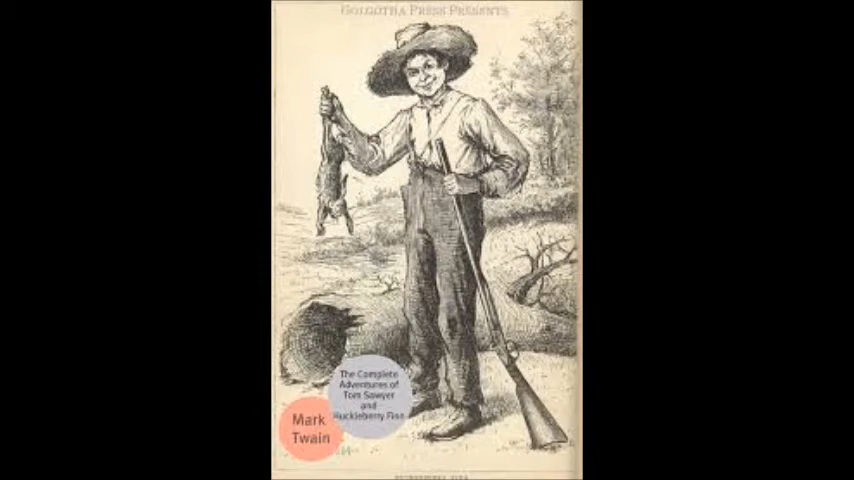 GOLGOTHA PRESS PRESENTS
The Complete
Adventures of
Tom Sawyer
and
Huckleberry Finn
Mark
Twain